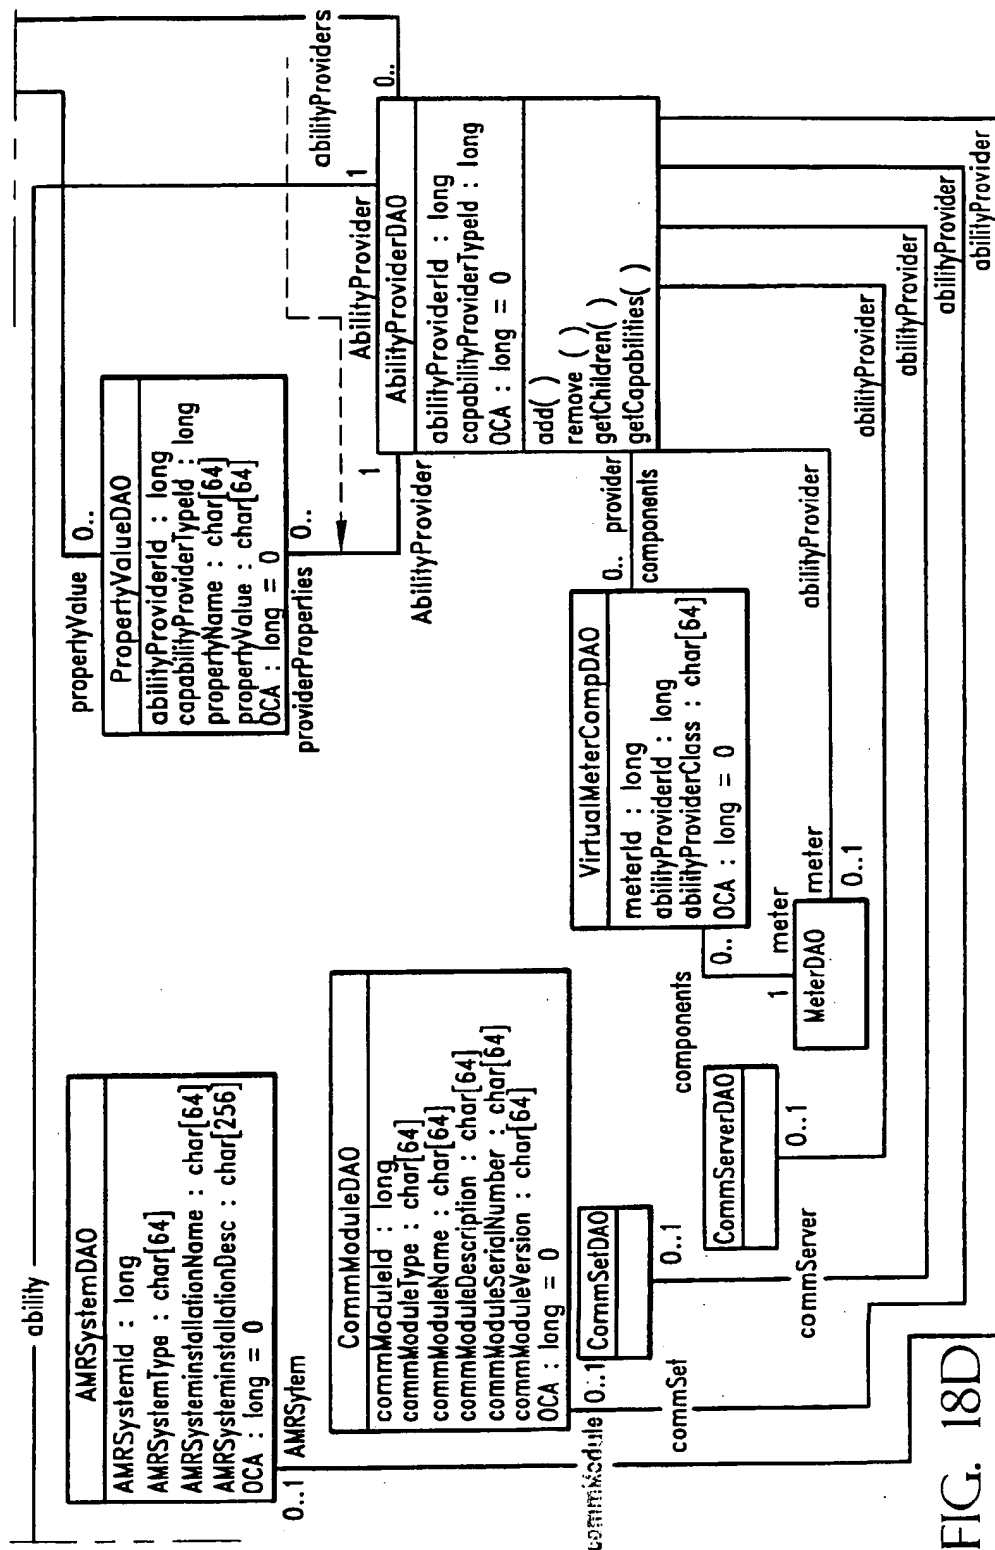 ability
propertyValue
0..
PropertyValueDAO
abilityProviderId : long
capabilityProviderTypeId : long
propertyName : char[64]
propertyValue : char[64]
OCA : long = 0
providerProperties
0..
abilityProviders
0..
AbilityProvider
1
AbilityProvider
1
AbilityProviderDAO
abilityProviderId : long
capabilityProviderTypeId : long
OCA : long = 0
add( )
remove ( )
getChildren( )
getCapabilities( )
AMRSystemDAO
AMRSystemId : long
AMRSystemType : char[64]
AMRSysteminstallationName : char[64]
AMRSysteminstallationDesc : char[256]
OCA : long = 0
0..1
AMRSytem
CommModuleDAO
commModuleId : long
commModuleType : char[64]
commModuleName : char[64]
commModuleDescription : char[64]
commModuleSerialNumber : char[64]
commModuleVersion : char[64]
OCA : long = 0
commModule
0..1
VirtualMeterCompDAO
meterId : long
abilityProviderId : long
abilityProviderClass : char[64]
OCA : long = 0
0..
provider
components
components
0..
1
meter
MeterDAO
meter
0..1
abilityProvider
CommSetDAO
0..1
commSet
CommServerDAO
0..1
commServer
abilityProvider
abilityProvider
abilityProvider
abilityProvider
FIG. 18D